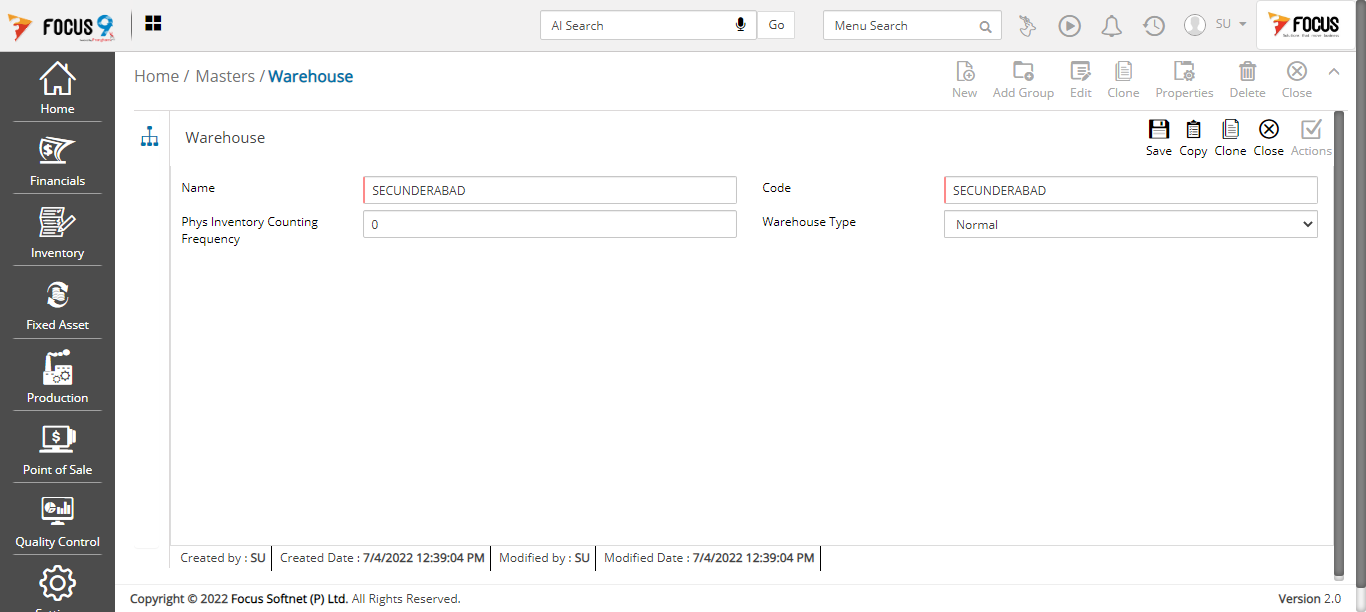 FOCUS 9
AI Search
Go
Menu Search
SU
FOCUS
Home
Financials
Inventory
Fixed Asset
Production
Point of Sale
Quality Control
Home / Masters / Warehouse
New
Add Group
Edit
Clone
Properties
Delete
Close
Warehouse
Save
Copy
Clone
Close
Actions
Name
SECUNDERABAD
Code
SECUNDERABAD
Phys Inventory Counting
Frequency
0
Warehouse Type
Normal
Created by : SU
Created Date : 7/4/2022 12:39:04 PM
Modified by : SU
Modified Date : 7/4/2022 12:39:04 PM
Copyright © 2022 Focus Softnet (P) Ltd. All Rights Reserved.
Version 2.0